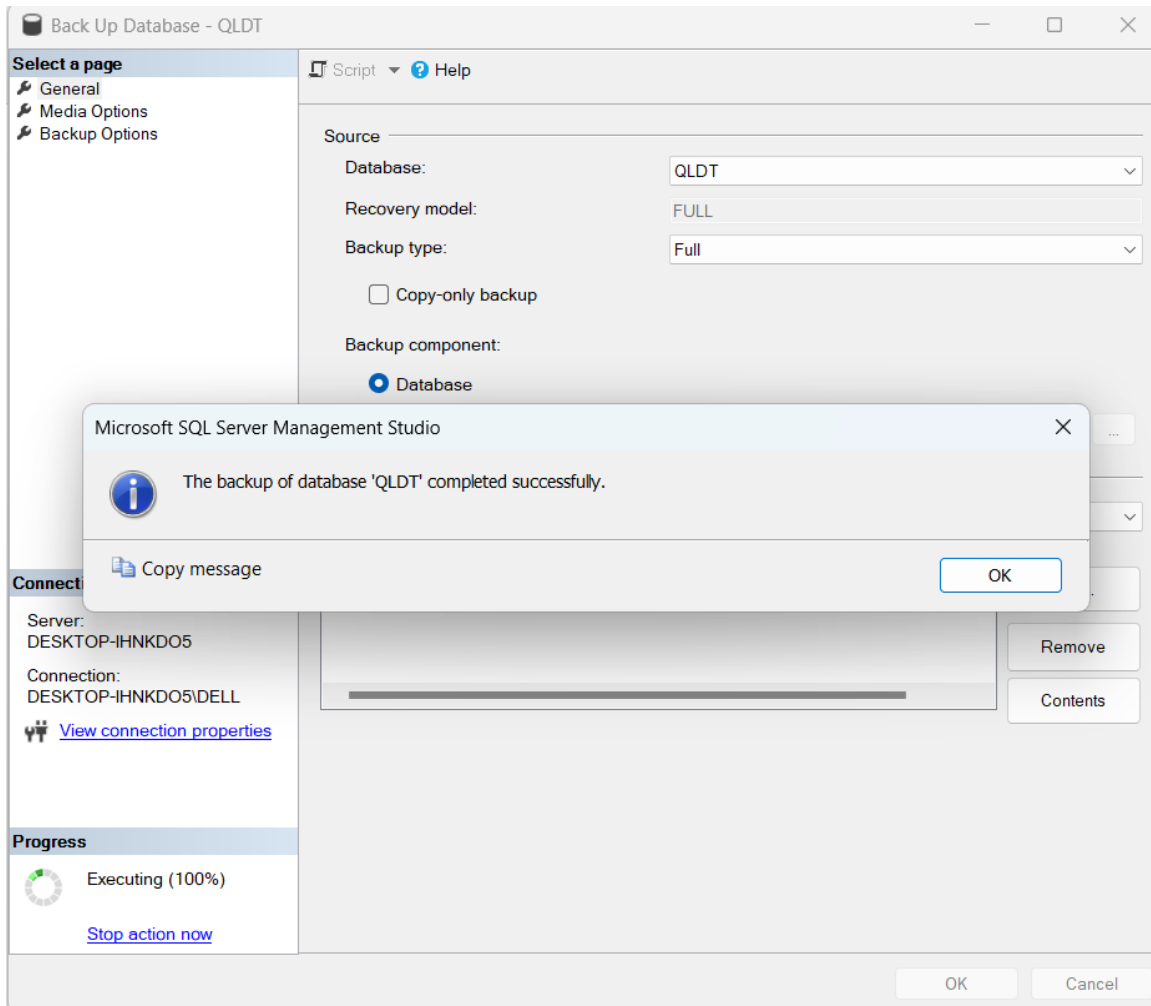 Back Up Database - QLDT
Select a page
General
Media Options
Backup Options
Script
Help
Source
Database:
QLDT
Recovery model:
FULL
Backup type:
Full
Copy-only backup
Backup component:
Database
...
Microsoft SQL Server Management Studio
The backup of database 'QLDT' completed successfully.
Copy message
OK
Remove
Contents
Connecti
Server:
DESKTOP-IHNKDO5
Connection:
DESKTOP-IHNKDO5\DELL
View connection properties
Progress
Executing (100%)
Stop action now
OK
Cancel